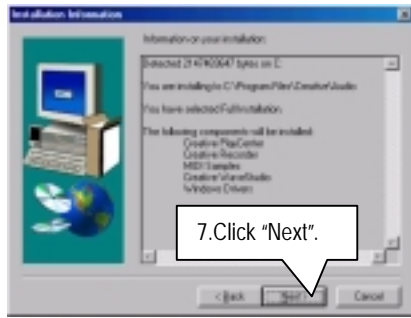 Installation Information
Information on your installation:
Detected 2147483647 bytes on C:
You are installing to C:\Program Files\Creative\Audio
You have selected Full Installation.
The following components will be installed:
Creative PlayCenter
Creative Recorder
MIDI Samples
Creative WaveStudio
Windows Drivers
7.Click “Next”.
< Back
Next >
Cancel